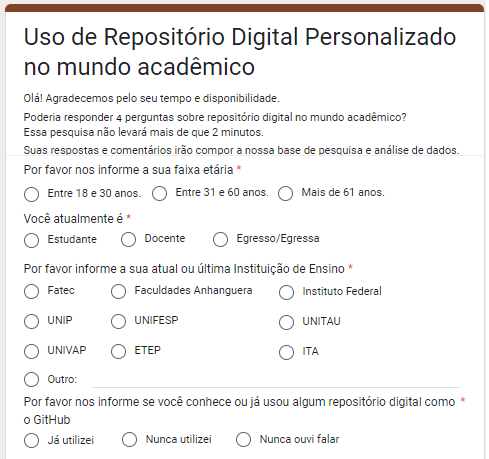 Uso de Repositório Digital Personalizado
no mundo acadêmico
Olá! Agradecemos pelo seu tempo e disponibilidade.
Poderia responder 4 perguntas sobre repositório digital no mundo acadêmico?
Essa pesquisa não levará mais de que 2 minutos.
Suas respostas e comentários irão compor a nossa base de pesquisa e análise de dados.
Por favor nos informe a sua faixa etária *
Entre 18 e 30 anos. Entre 31 e 60 anos. Mais de 61 anos.
Você atualmente é *
Estudante Docente Egresso/Egressa
Por favor informe a sua atual ou última Instituição de Ensino *
Fatec Faculdades Anhanguera Instituto Federal
UNIP UNIFESP UNITAU
UNIVAP ETEP ITA
Outro:
Por favor nos informe se você conhece ou já usou algum repositório digital como *
o GitHub
Já utilizei Nunca utilizei Nunca ouvi falar